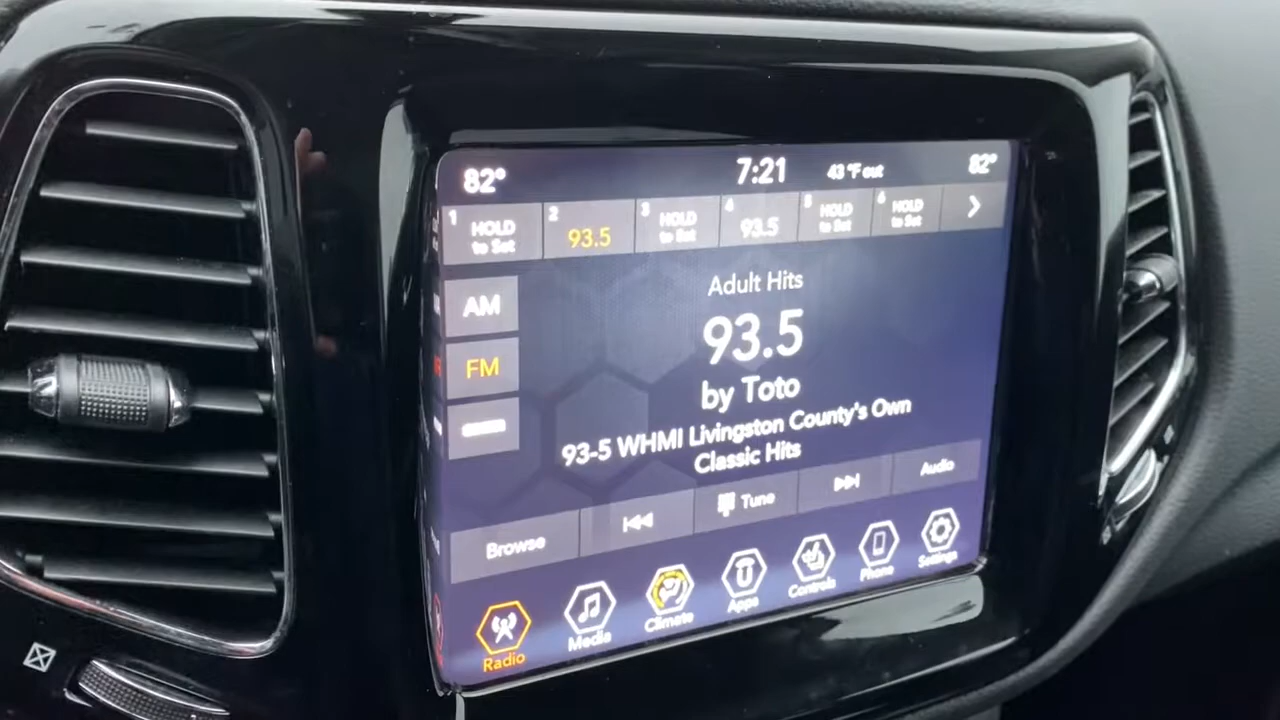 82° 7:21 43°F out 82°
1 HOLD to Set 2 93.5 3 HOLD to Set 4 93.5 5 HOLD to Set 6 HOLD to Set
Adult Hits
AM
93.5
FM
by Toto
93-5 WHMI Livingston County's Own
Classic Hits
Browse Tune Audio
Radio Media Climate Apps Controls Phone Settings